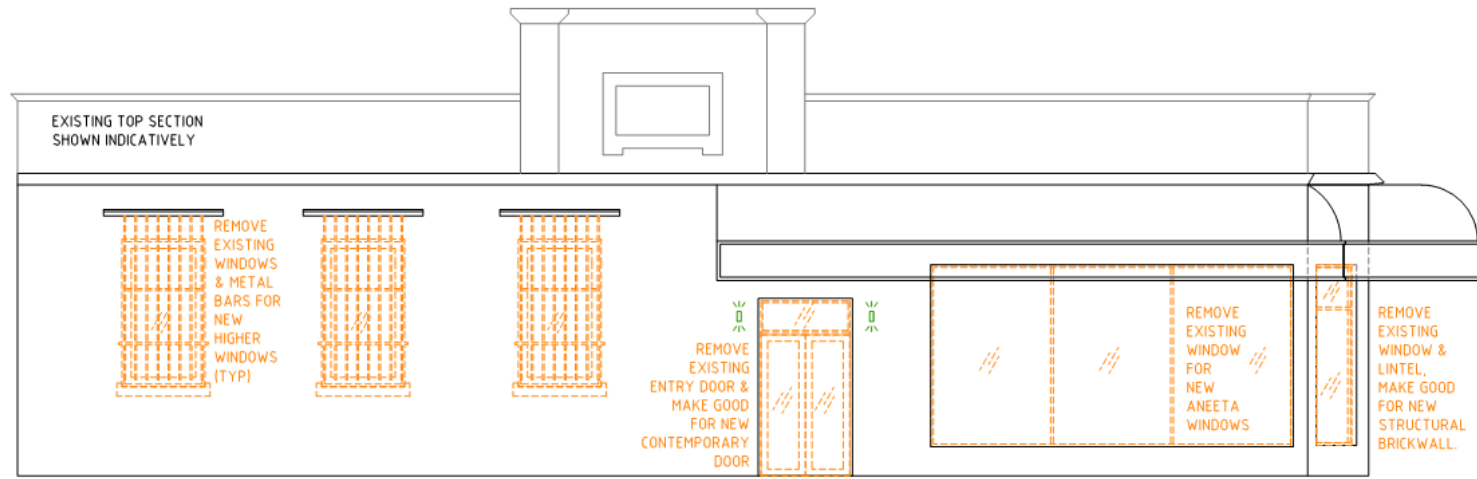 EXISTING TOP SECTION
SHOWN INDICATIVELY
REMOVE
EXISTING
WINDOWS
& METAL
BARS FOR
NEW
HIGHER
WINDOWS
(TYP)
REMOVE
EXISTING
ENTRY DOOR &
MAKE GOOD
FOR NEW
CONTEMPORARY
DOOR
REMOVE
EXISTING
WINDOW
FOR
NEW
ANEETA
WINDOWS
REMOVE
EXISTING
WINDOW &
LINTEL,
MAKE GOOD
FOR NEW
STRUCTURAL
BRICKWALL.